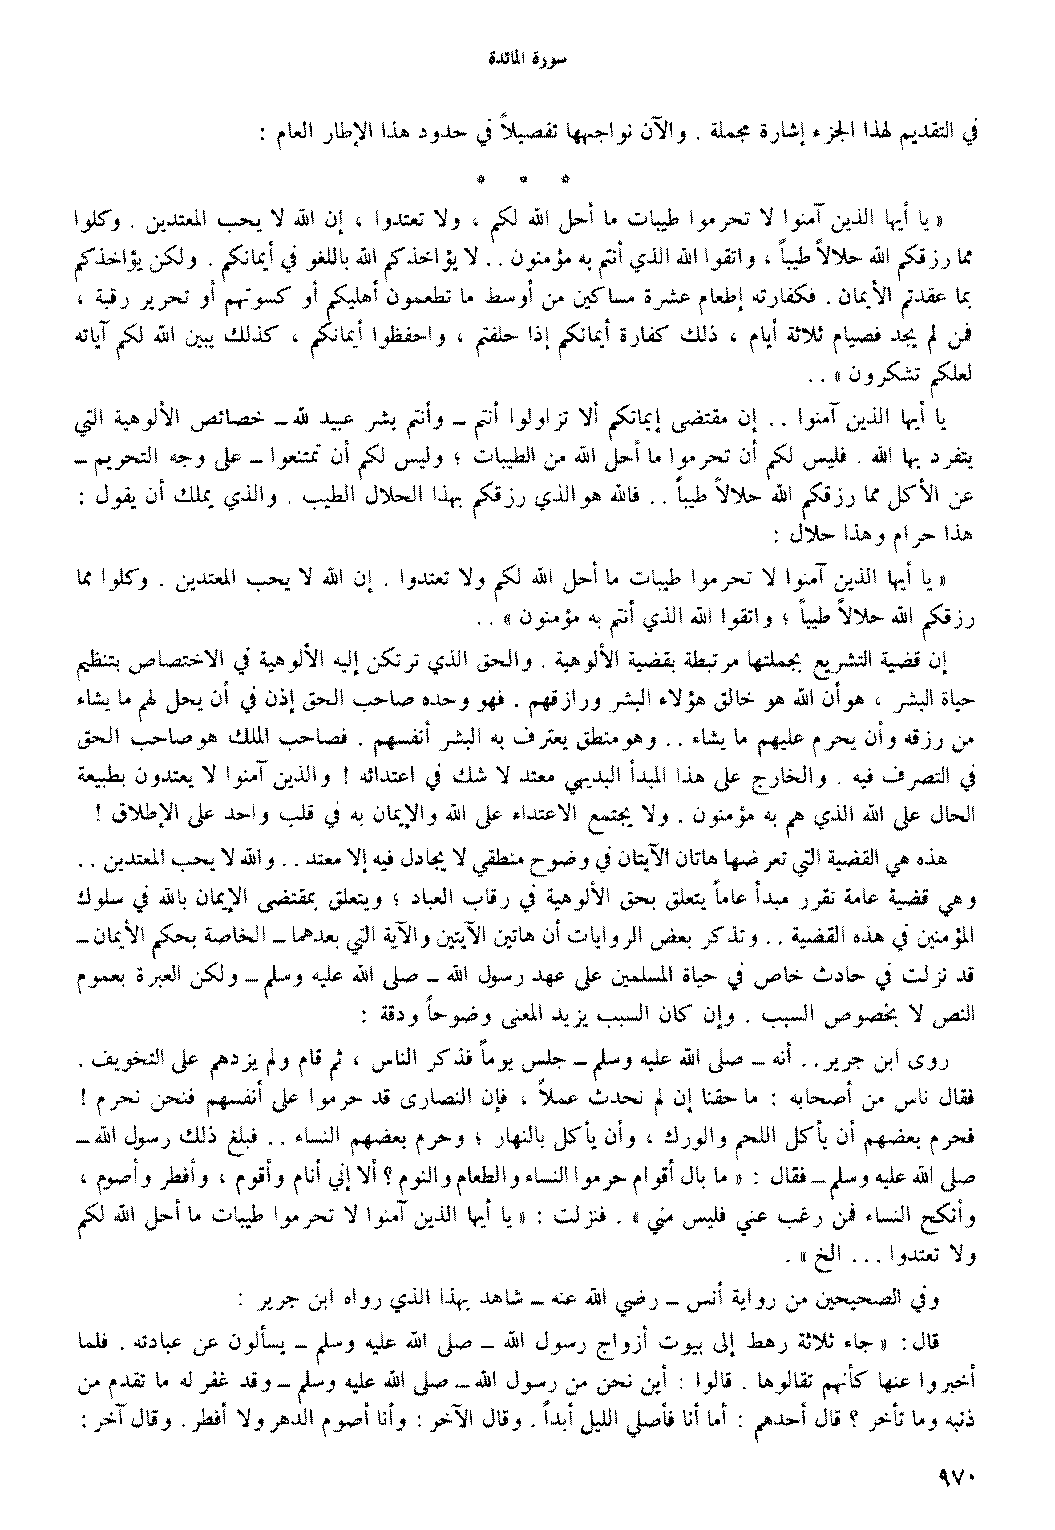 سورة المائدة
في التقديم لهذا الجزء إشارة مجملة . والآن نواجهها تفصيلاً في حدود هذا الإطار العام :
* * *
« يا أيها الذين آمنوا لا تحرموا طيبات ما أحل الله لكم ، ولا تعتدوا ، إن الله لا يحب المعتدين . وكلوا
مما رزقكم الله حلالاً طيباً ، واتقوا الله الذي أنتم به مؤمنون .. لا يؤاخذكم الله باللغو في أيمانكم . ولكن يؤاخذكم
بما عقدتم الأيمان . فكفارته إطعام عشرة مساكين من أوسط ما تطعمون أهليكم أو كسوتهم أو تحرير رقبة ،
فمن لم يجد فصيام ثلاثة أيام ، ذلك كفارة أيمانكم إذا حلفتم ، واحفظوا أيمانكم ، كذلك يبين الله لكم آياته
لعلكم تشكرون » ..
يا أيها الذين آمنوا .. إن مقتضى إيمانكم ألا تزاولوا أنتم – وأنتم بشر عبيد لله – خصائص الألوهية التي
يتفرد بها الله . فليس لكم أن تحرموا ما أحل الله من الطيبات ؛ وليس لكم أن تمتنعوا – على وجه التحريم –
عن الأكل مما رزقكم الله حلالاً طيباً .. فالله هو الذي رزقكم بهذا الحلال الطيب . والذي يملك أن يقول :
هذا حرام وهذا حلال :
« يا أيها الذين آمنوا لا تحرموا طيبات ما أحل الله لكم ولا تعتدوا . إن الله لا يحب المعتدين . وكلوا مما
رزقكم الله حلالاً طيباً ؛ واتقوا الله الذي أنتم به مؤمنون » ..
إن قضية التشريع بجملتها مرتبطة بقضية الألوهية . والحق الذي ترتكن إليه الألوهية في الاختصاص بتنظيم
حياة البشر ، هو أن الله هو خالق هؤلاء البشر ورازقهم . فهو وحده صاحب الحق إذن في أن يحل لهم ما يشاء
من رزقه وأن يحرم عليهم ما يشاء .. وهو منطق يعترف به البشر أنفسهم . فصاحب الملك هو صاحب الحق
في التصرف فيه . والخارج على هذا المبدأ البديهي معتد لا شك في اعتدائه ! والذين آمنوا لا يعتدون بطبيعة
الحال على الله الذي هم به مؤمنون . ولا يجتمع الاعتداء على الله والإيمان به في قلب واحد على الإطلاق !
هذه هي القضية التي تعرضها هاتان الآيتان في وضوح منطقي لا يجادل فيه إلا معتد .. والله لا يحب المعتدين ..
وهي قضية عامة تقرر مبدأ عاماً يتعلق بحق الألوهية في رقاب العباد ؛ ويتعلق بمقتضى الإيمان بالله في سلوك
المؤمنين في هذه القضية .. وتذكر بعض الروايات أن هاتين الآيتين والآية التي بعدهما – الخاصة بحكم الأيمان –
قد نزلت في حادث خاص في حياة المسلمين على عهد رسول الله – صلى الله عليه وسلم – ولكن العبرة بعموم
النص لا بخصوص السبب . وإن كان السبب يزيد المعنى وضوحاً ودقة :
روى ابن جرير .. أنه – صلى الله عليه وسلم – جلس يوماً فذكر الناس ، ثم قام ولم يزدهم على التخويف .
فقال ناس من أصحابه : ما حقنا إن لم نحدث عملاً ، فإن النصارى قد حرموا على أنفسهم فنحن نحرم !
فحرم بعضهم أن يأكل اللحم والورك ، وأن يأكل بالنهار ؛ وحرم بعضهم النساء .. فبلغ ذلك رسول الله –
صلى الله عليه وسلم – فقال : « ما بال أقوام حرموا النساء والطعام والنوم ؟ ألا إني أنام وأقوم ، وأفطر وأصوم ،
وأنكح النساء فمن رغب عني فليس مني » . فنزلت : « يا أيها الذين آمنوا لا تحرموا طيبات ما أحل الله لكم
ولا تعتدوا ... الخ » .
وفي الصحيحين من رواية أنس – رضي الله عنه – شاهد بهذا الذي رواه ابن جرير :
قال : « جاء ثلاثة رهط إلى بيوت أزواج رسول الله – صلى الله عليه وسلم – يسألون عن عبادته . فلما
أخبروا عنها كأنهم تقالوها . قالوا : أين نحن من رسول الله – صلى الله عليه وسلم – وقد غفر له ما تقدم من
ذنبه وما تأخر ؟ قال أحدهم : أما أنا فأصلي الليل أبداً . وقال الآخر : وأنا أصوم الدهر ولا أفطر . وقال آخر :
٩٧٠